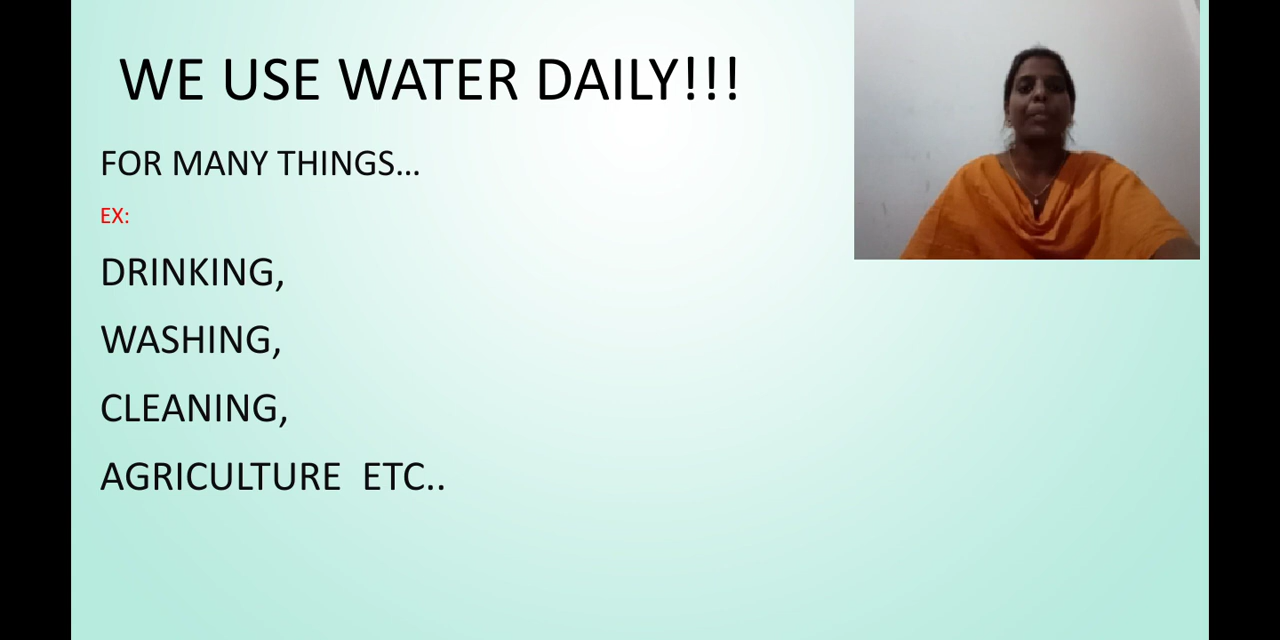 WE USE WATER DAILY!!!
FOR MANY THINGS...
EX:
DRINKING,
WASHING,
CLEANING,
AGRICULTURE ETC..